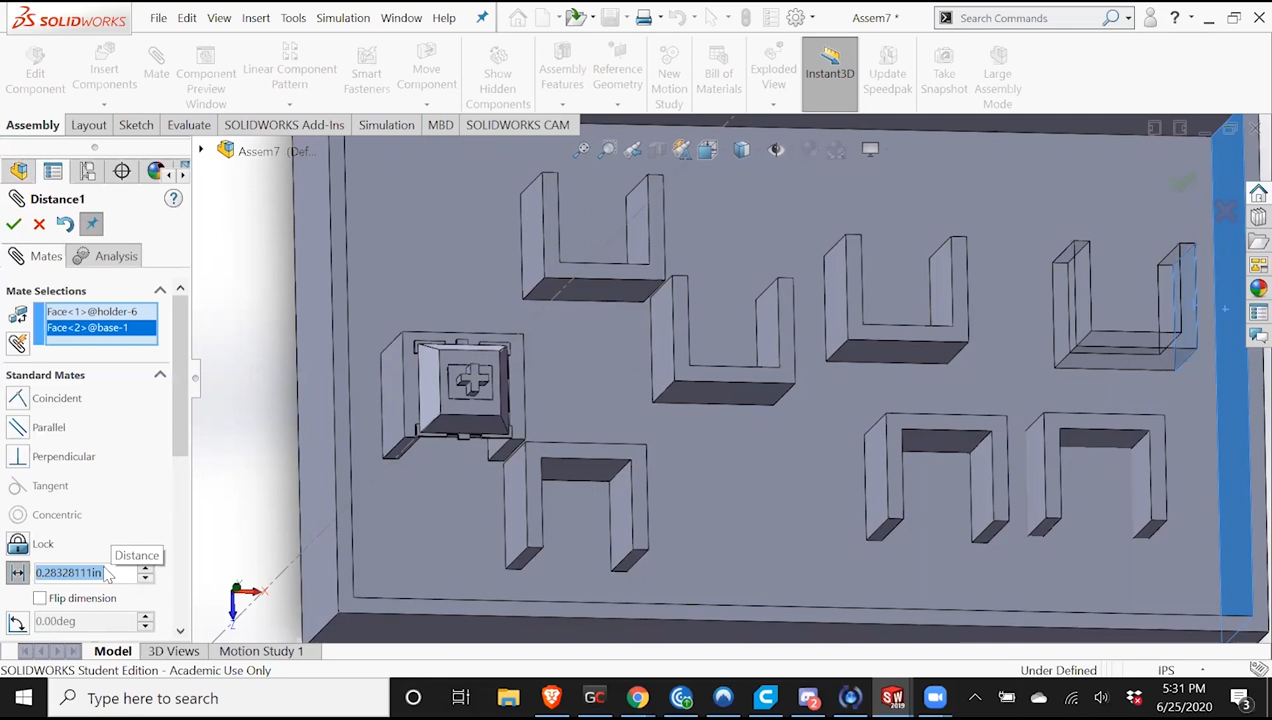 SOLIDWORKS File Edit View Insert Tools Simulation Window Help Assem7 * Search Commands ?
Edit Component
Insert Components
Mate
Component Preview Window
Linear Component Pattern
Smart Fasteners
Move Component
Show Hidden Components
Assembly Features
Reference Geometry
New Motion Study
Bill of Materials
Exploded View
Instant3D
Update Speedpak
Take Snapshot
Large Assembly Mode
Assembly Layout Sketch Evaluate SOLIDWORKS Add-Ins Simulation MBD SOLIDWORKS CAM
Assem7 (Def...
Distance1
?
Mates Analysis
Mate Selections
Face<1>@holder-6
Face<2>@base-1
Standard Mates
Coincident
Parallel
Perpendicular
Tangent
Concentric
Lock
Distance
0.28328111in
Flip dimension
0.00deg
Model 3D Views Motion Study 1
SOLIDWORKS Student Edition - Academic Use Only Under Defined IPS
Type here to search
GC
SW 2019
2
5:31 PM
6/25/2020
3